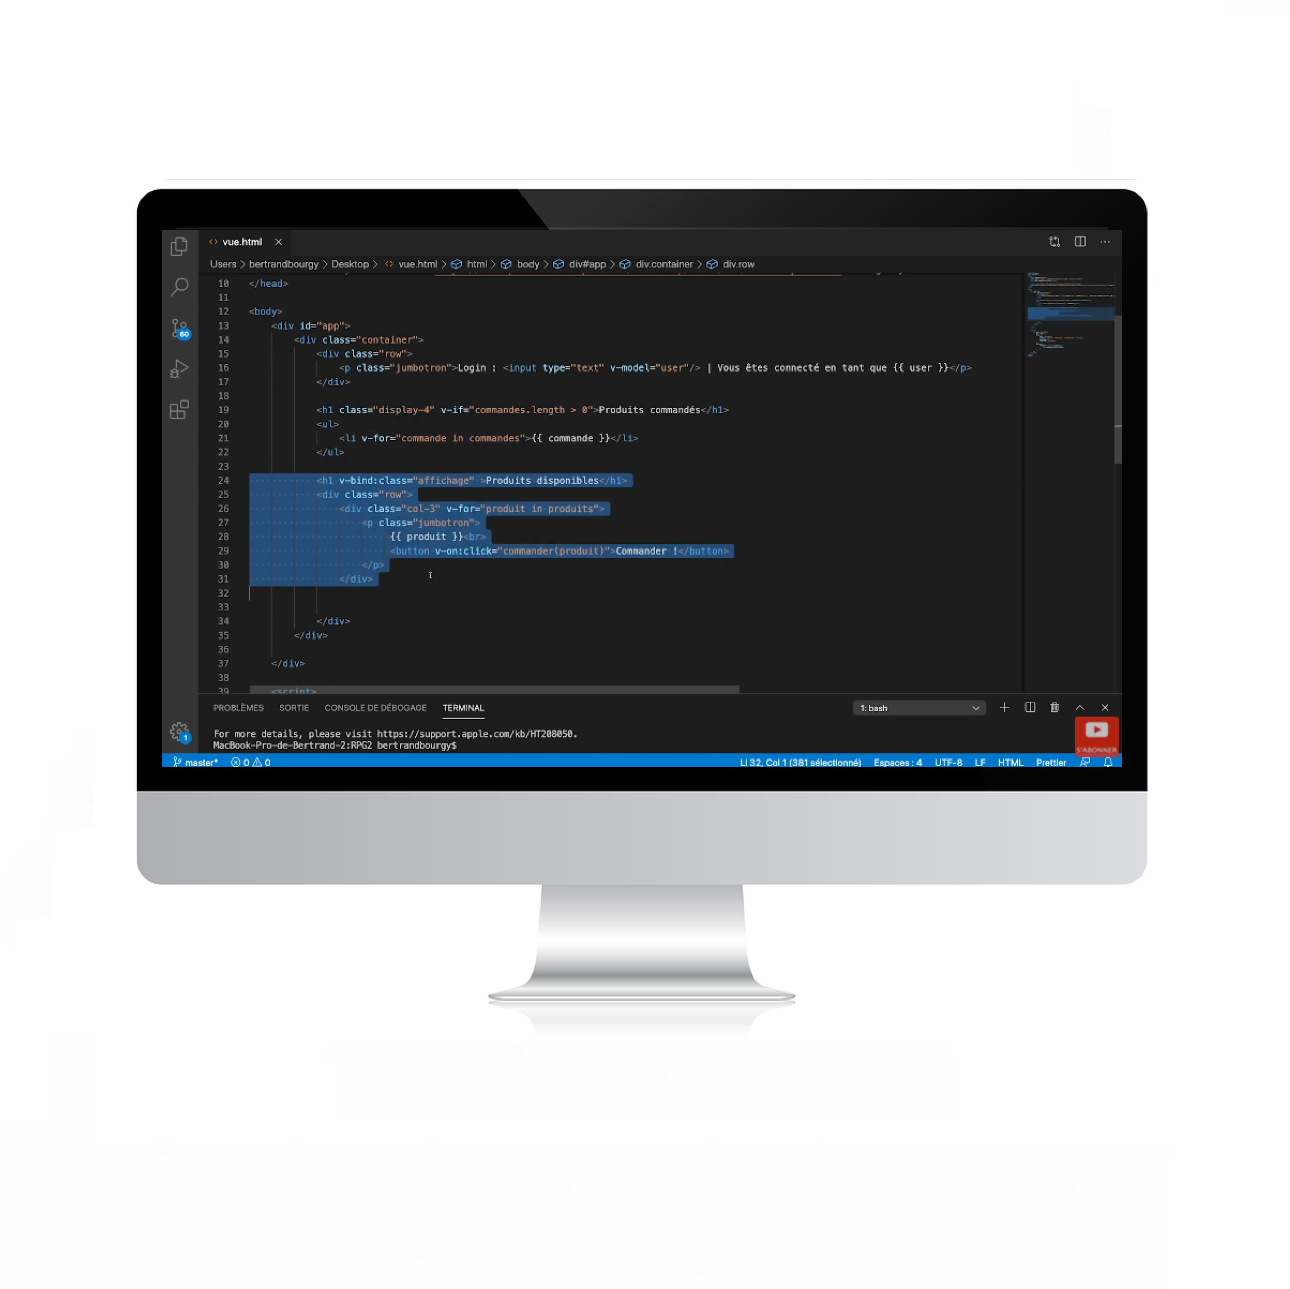 vue.html
Users > bertrandbourgy > Desktop > vue.html > html > body > div#app > div.container > div.row
10 </head>
11
12 <body>
13 <div id="app">
14 <div class="container">
15 <div class="row">
16 <p class="jumbotron">Login : <input type="text" v-model="user"/> | Vous êtes connecté en tant que {{ user }}</p>
17 </div>
18
19 <h1 class="display-4" v-if="commandes.length > 0">Produits commandés</h1>
20 <ul>
21 <li v-for="commande in commandes">{{ commande }}</li>
22 </ul>
23
24 <h1 v-bind:class="affichage" >Produits disponibles</h1>
25 <div class="row">
26 <div class="col-3" v-for="produit in produits">
27 <p class="jumbotron">
28 {{ produit }}<br>
29 <button v-on:click="commander(produit)">Commander !</button>
30 </p>
31 </div>
32
33
34 </div>
35 </div>
36
37 </div>
38
39 <script>
PROBLÈMES SORTIE CONSOLE DE DÉBOGAGE TERMINAL 1: bash
For more details, please visit https://support.apple.com/kb/HT208050.
MacBook-Pro-de-Bertrand-2:RPG2 bertrandbourgy$
S'ABONNER
master* 0 0 Li 32, Col 1 (381 sélectionné) Espaces : 4 UTF-8 LF HTML Prettier
60
1